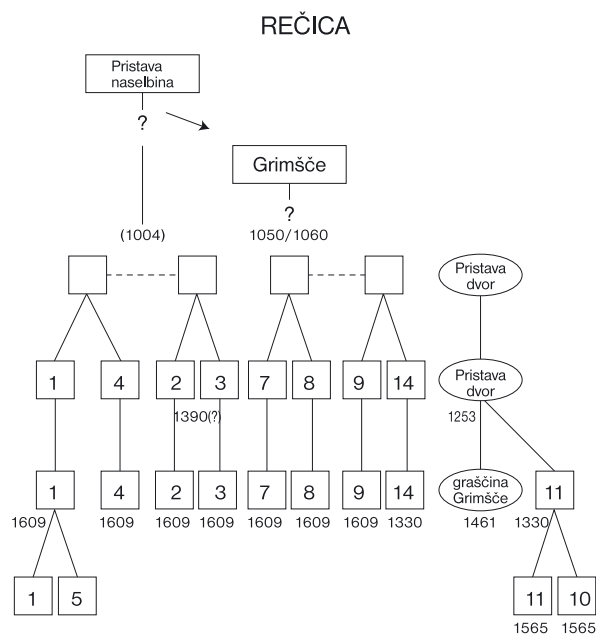 REČICA
Pristava
naselbina
?
Grimšče
?
(1004)
1050/1060
Pristava
dvor
1 4 2 3 7 8 9 14
Pristava
dvor
1390(?)
1253
1 4 2 3 7 8 9 14
graščina
Grimšče
11
1609 1609 1609 1609 1609 1609 1609 1330 1461 1330
1 5 11 10
1565 1565